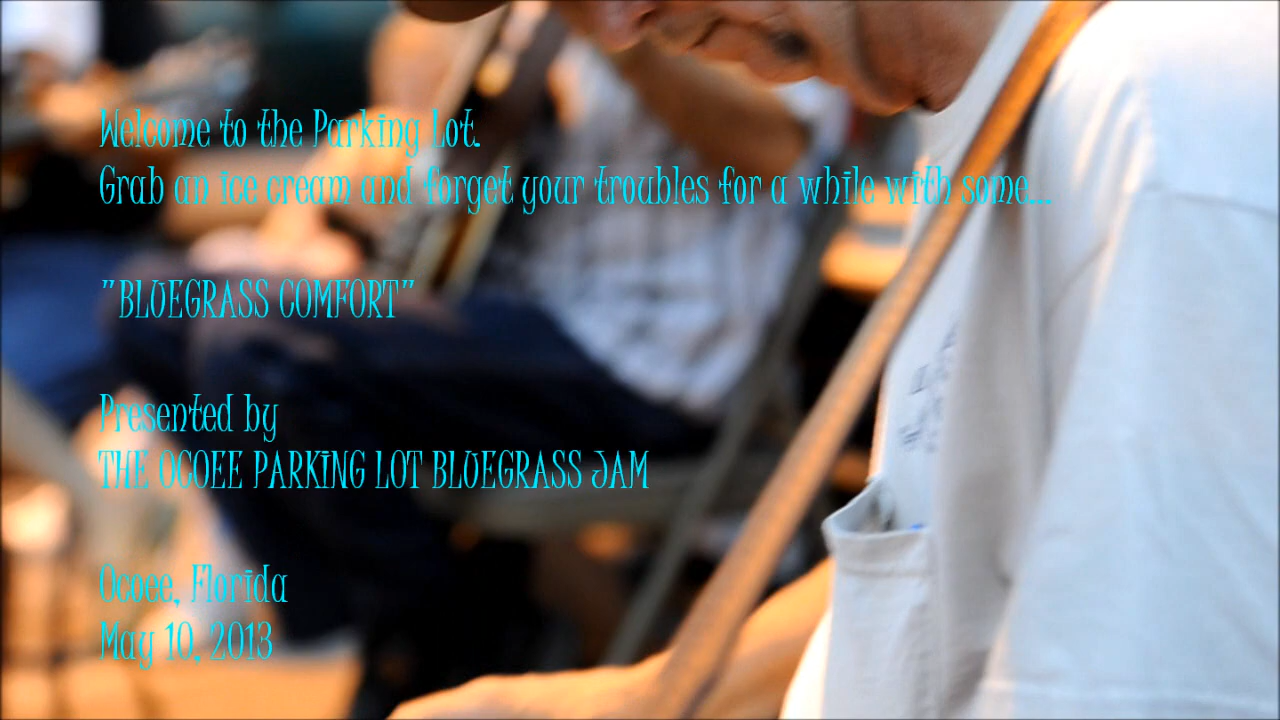 Welcome to the Parking Lot.
Grab an ice cream and forget your troubles for a while with some...
"BLUEGRASS COMFORT"
Presented by
THE OCOEE PARKING LOT BLUEGRASS JAM
Ocoee, Florida
May 10, 2013